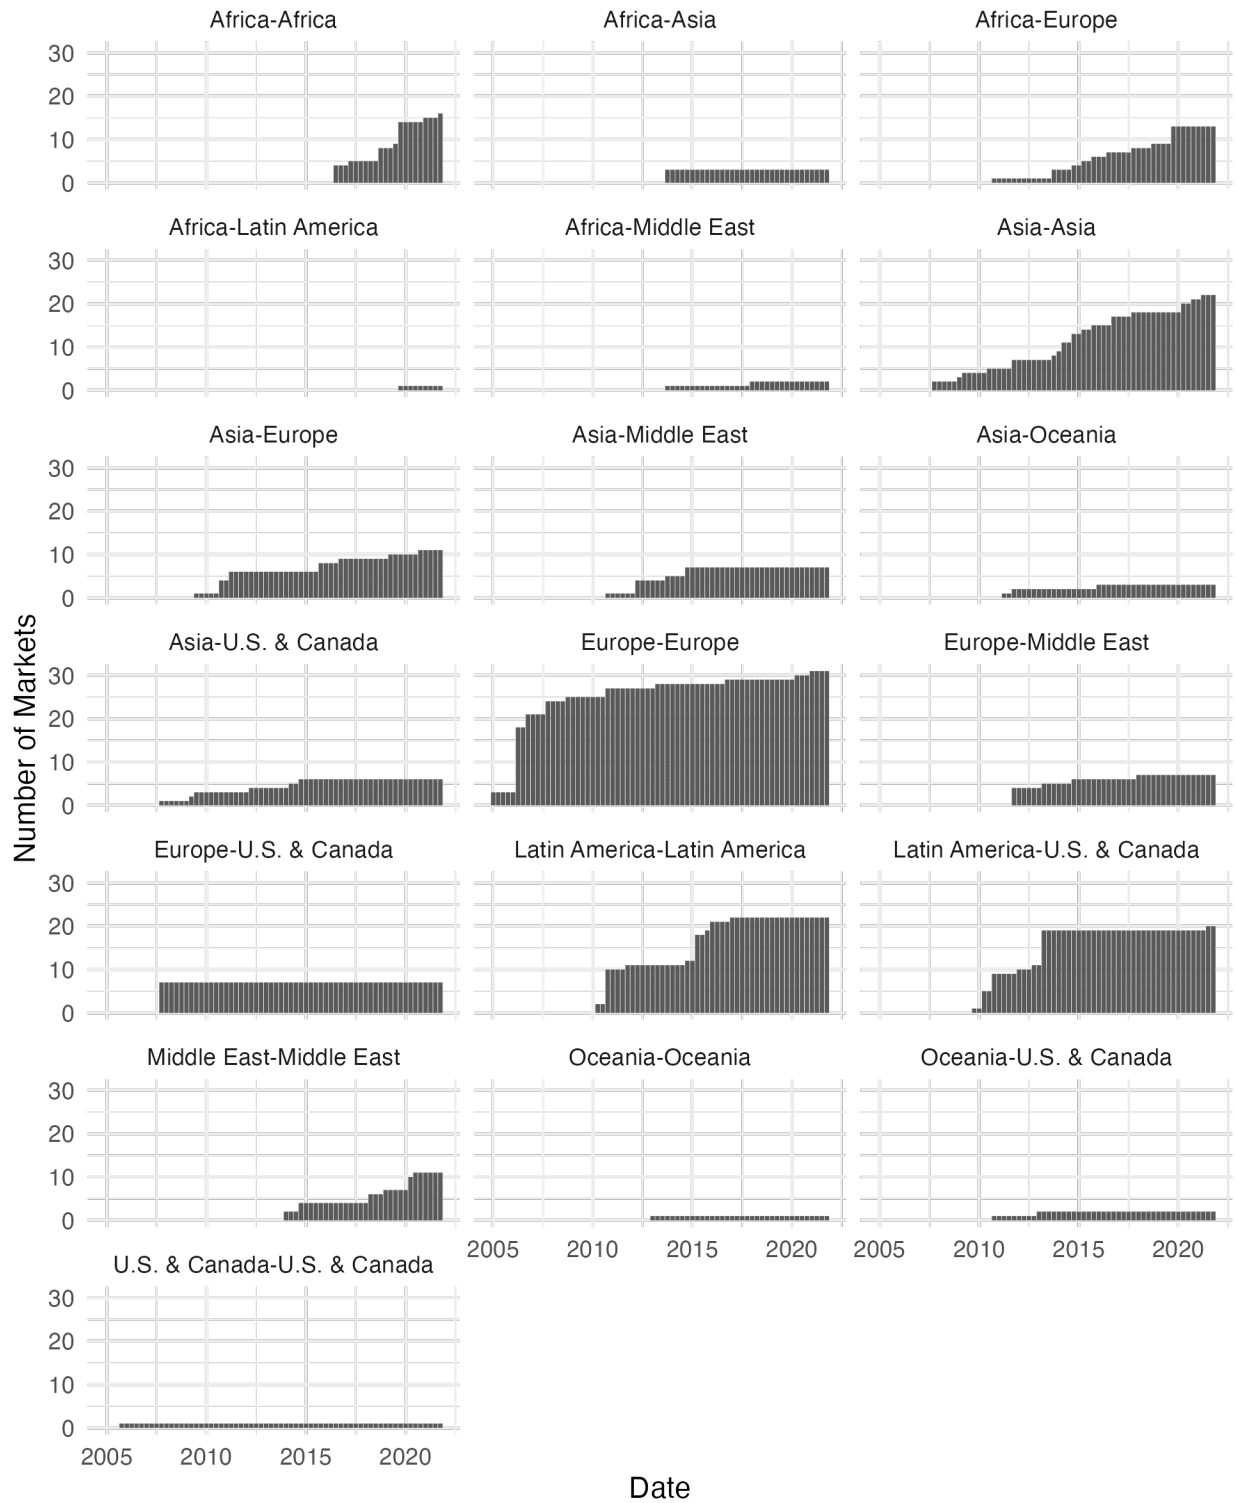 Africa-Africa
Africa-Asia
Africa-Europe
30
20
10
0
Africa-Latin America
Africa-Middle East
Asia-Asia
30
20
10
0
Asia-Europe
Asia-Middle East
Asia-Oceania
30
20
10
0
Number of Markets
Asia-U.S. & Canada
Europe-Europe
Europe-Middle East
30
20
10
0
Europe-U.S. & Canada
Latin America-Latin America
Latin America-U.S. & Canada
30
20
10
0
Middle East-Middle East
Oceania-Oceania
Oceania-U.S. & Canada
30
20
10
0
2005 2010 2015 2020
2005 2010 2015 2020
U.S. & Canada-U.S. & Canada
30
20
10
0
2005 2010 2015 2020
Date